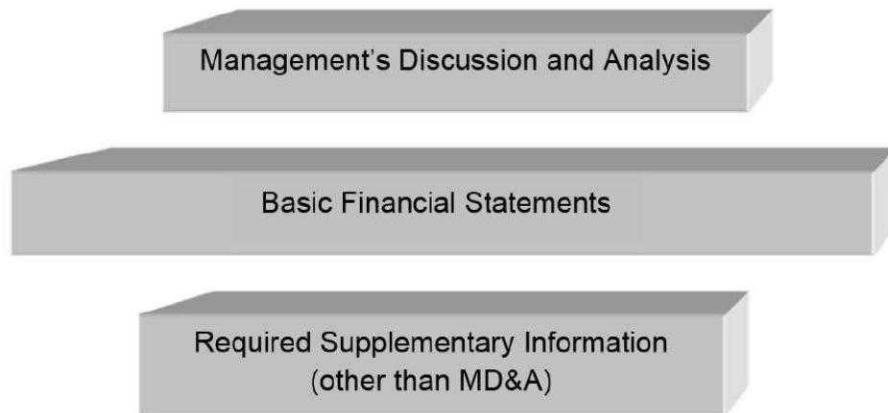 Management’s Discussion and Analysis
Basic Financial Statements
Required Supplementary Information
(other than MD&A)